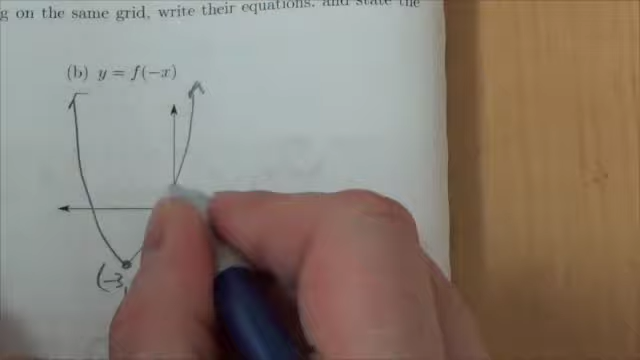 g on the same grid, write their equations, and state the
(b) y = f(−x)
(−3,